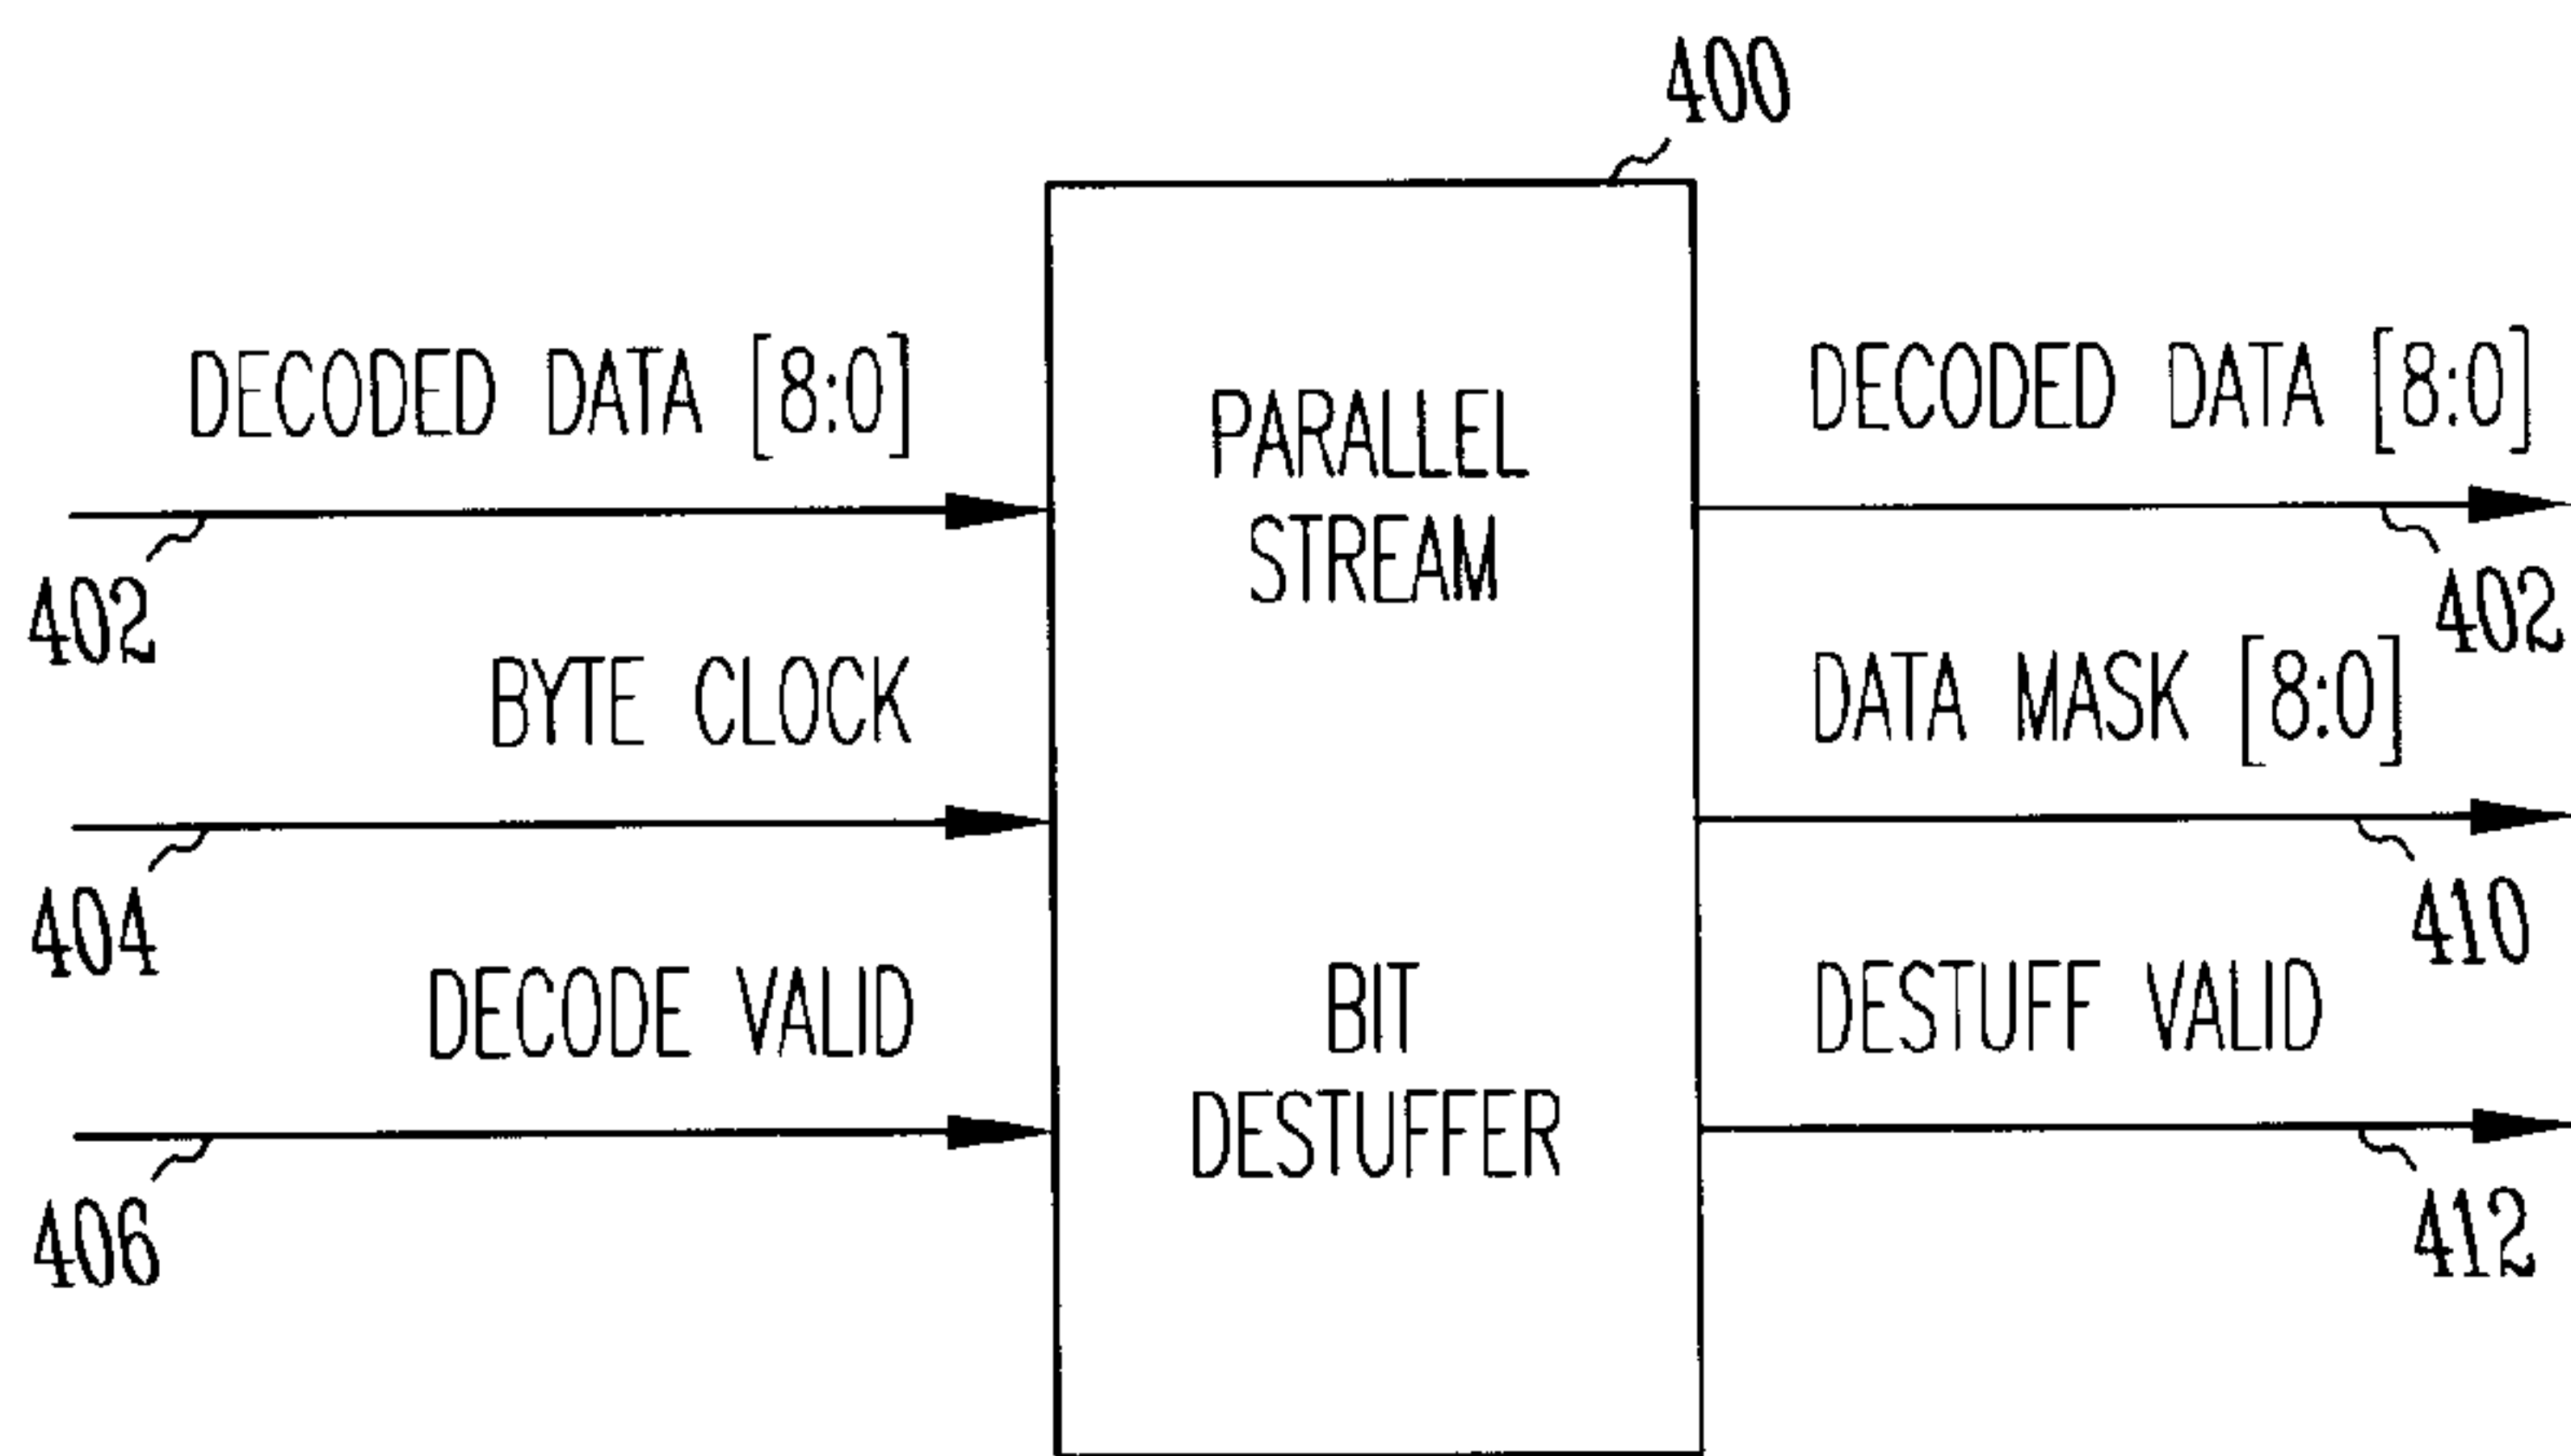 400
DECODED DATA [8:0]
402
BYTE CLOCK
404
DECODE VALID
406
PARALLEL
STREAM
BIT
DESTUFFER
DECODED DATA [8:0]
402
DATA MASK [8:0]
410
DESTUFF VALID
412